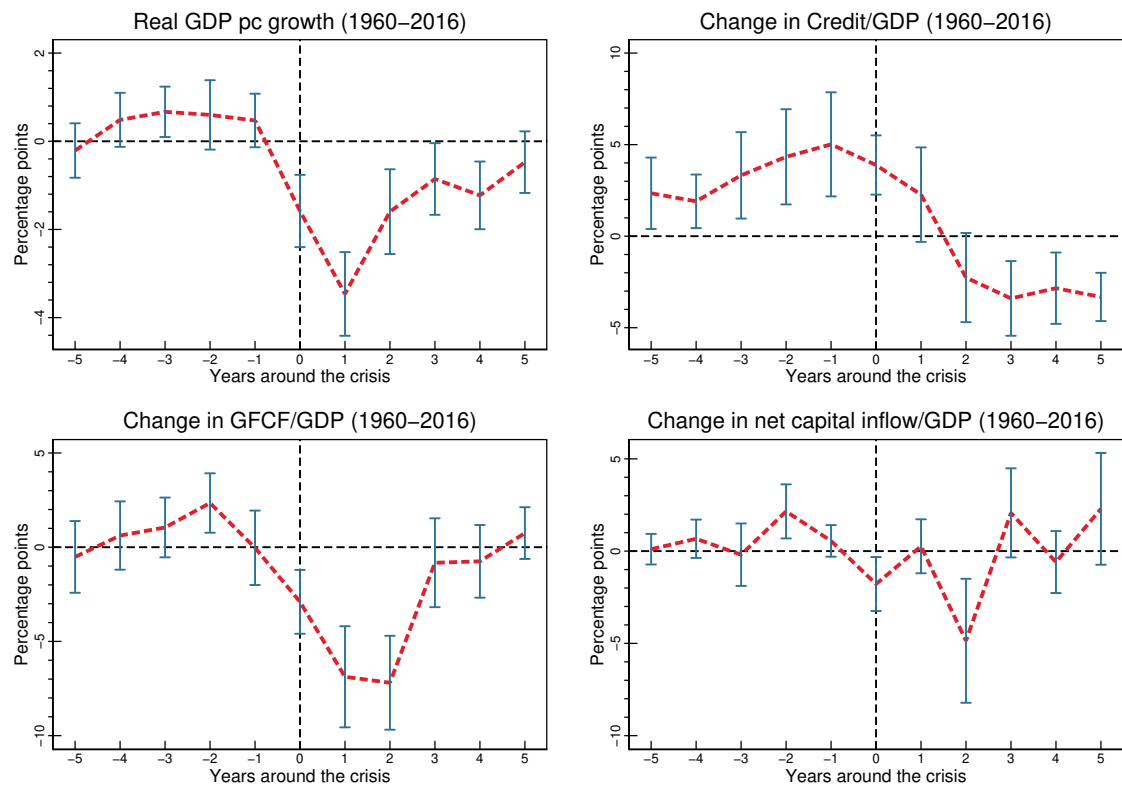 Real GDP pc growth (1960−2016)
Percentage points
2
0
−2
−4
−5 −4 −3 −2 −1 0 1 2 3 4 5
Years around the crisis
Change in Credit/GDP (1960−2016)
Percentage points
10
5
0
−5
−5 −4 −3 −2 −1 0 1 2 3 4 5
Years around the crisis
Change in GFCF/GDP (1960−2016)
Percentage points
5
0
−5
−10
−5 −4 −3 −2 −1 0 1 2 3 4 5
Years around the crisis
Change in net capital inflow/GDP (1960−2016)
Percentage points
5
0
−5
−10
−5 −4 −3 −2 −1 0 1 2 3 4 5
Years around the crisis